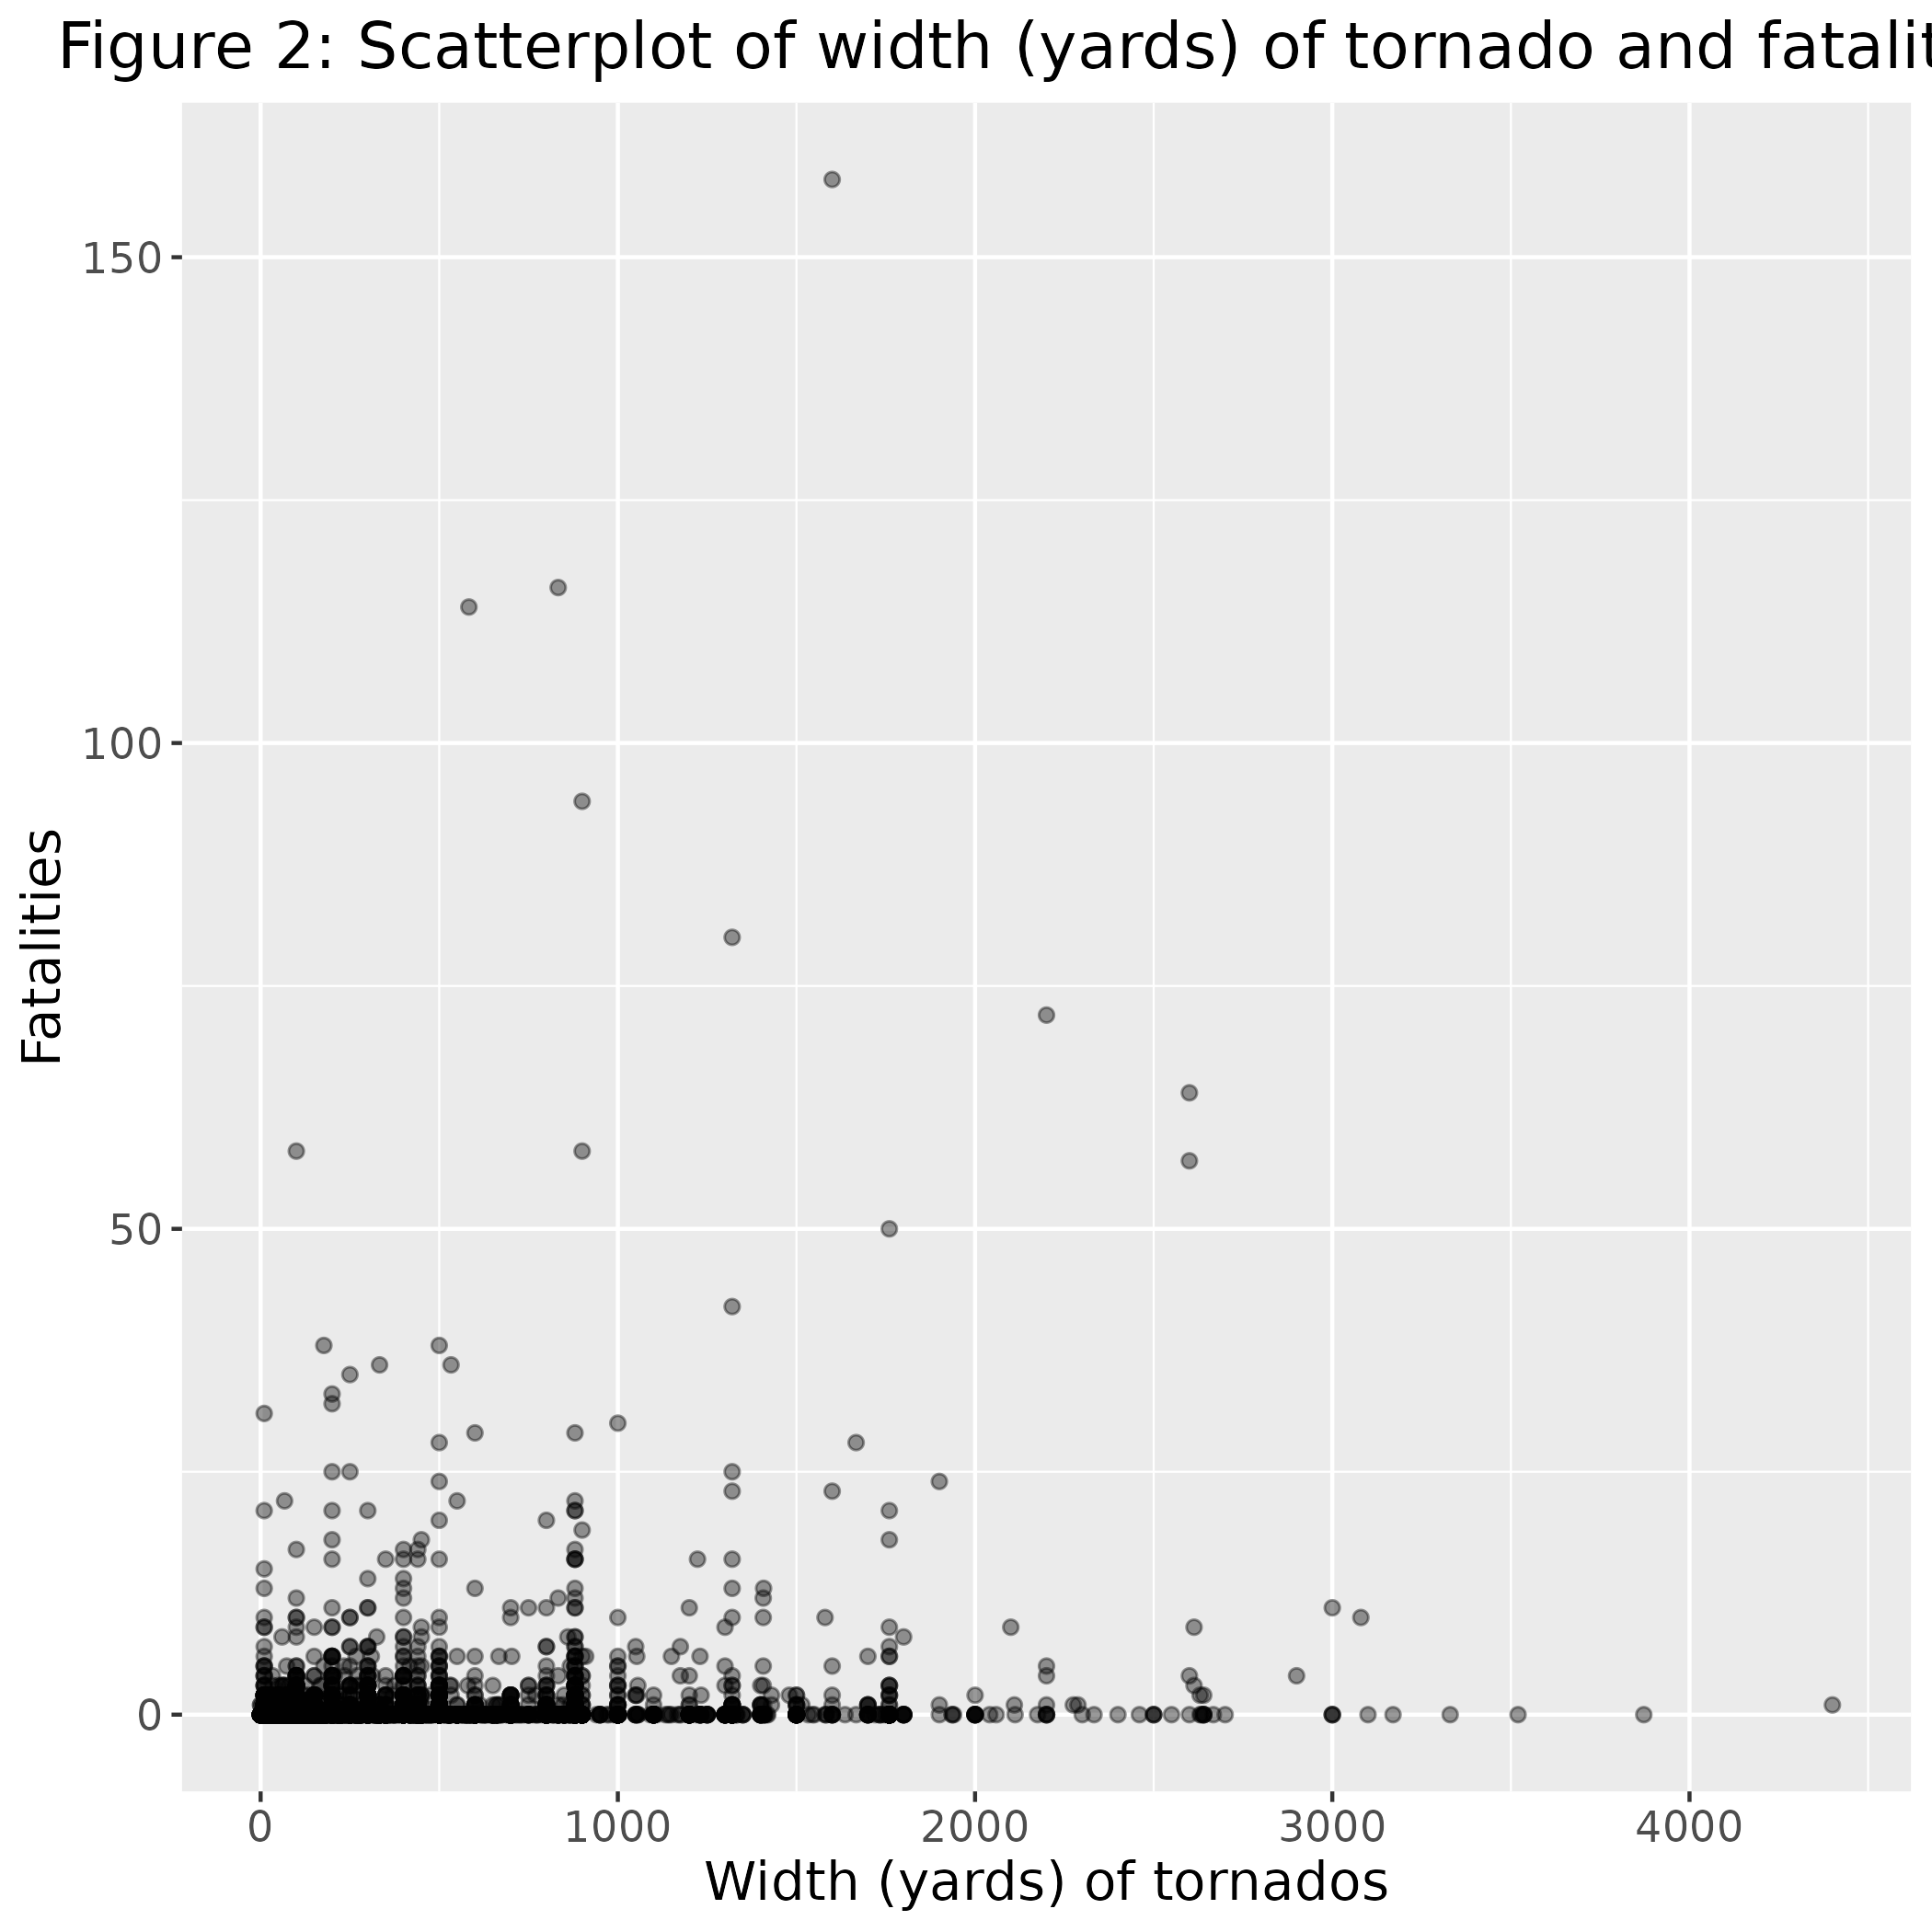 Figure 2: Scatterplot of width (yards) of tornado and fatalit
150
100
50
0
Fatalities
0 1000 2000 3000 4000
Width (yards) of tornados